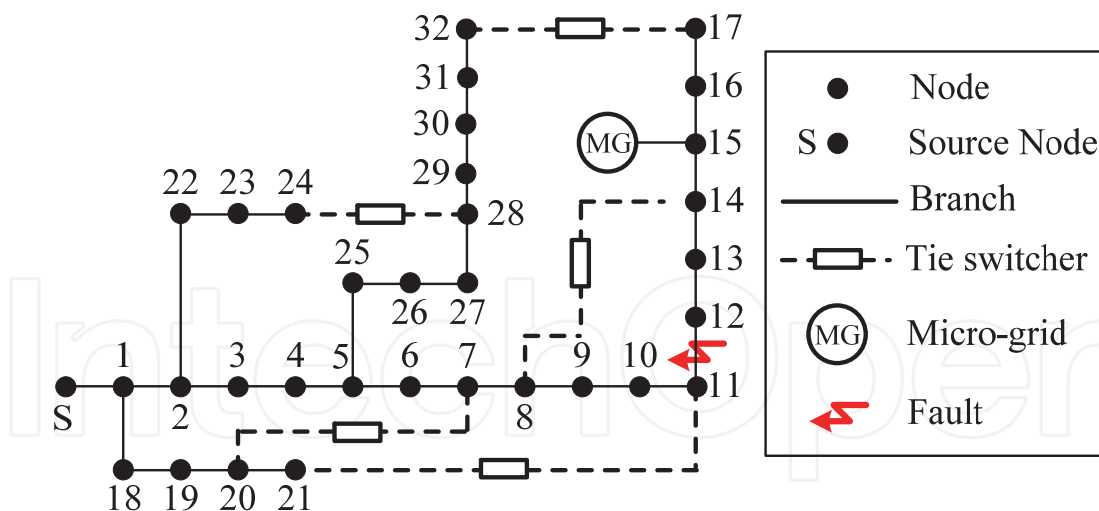 32
17
31
16
30
MG
15
29
22
23
24
28
14
25
13
26
27
12
1
3
4
5
6
7
9
10
11
S
2
8
18
19
20
21
Node
S
Source Node
Branch
Tie switcher
MG
Micro-grid
Fault
IntechOpen